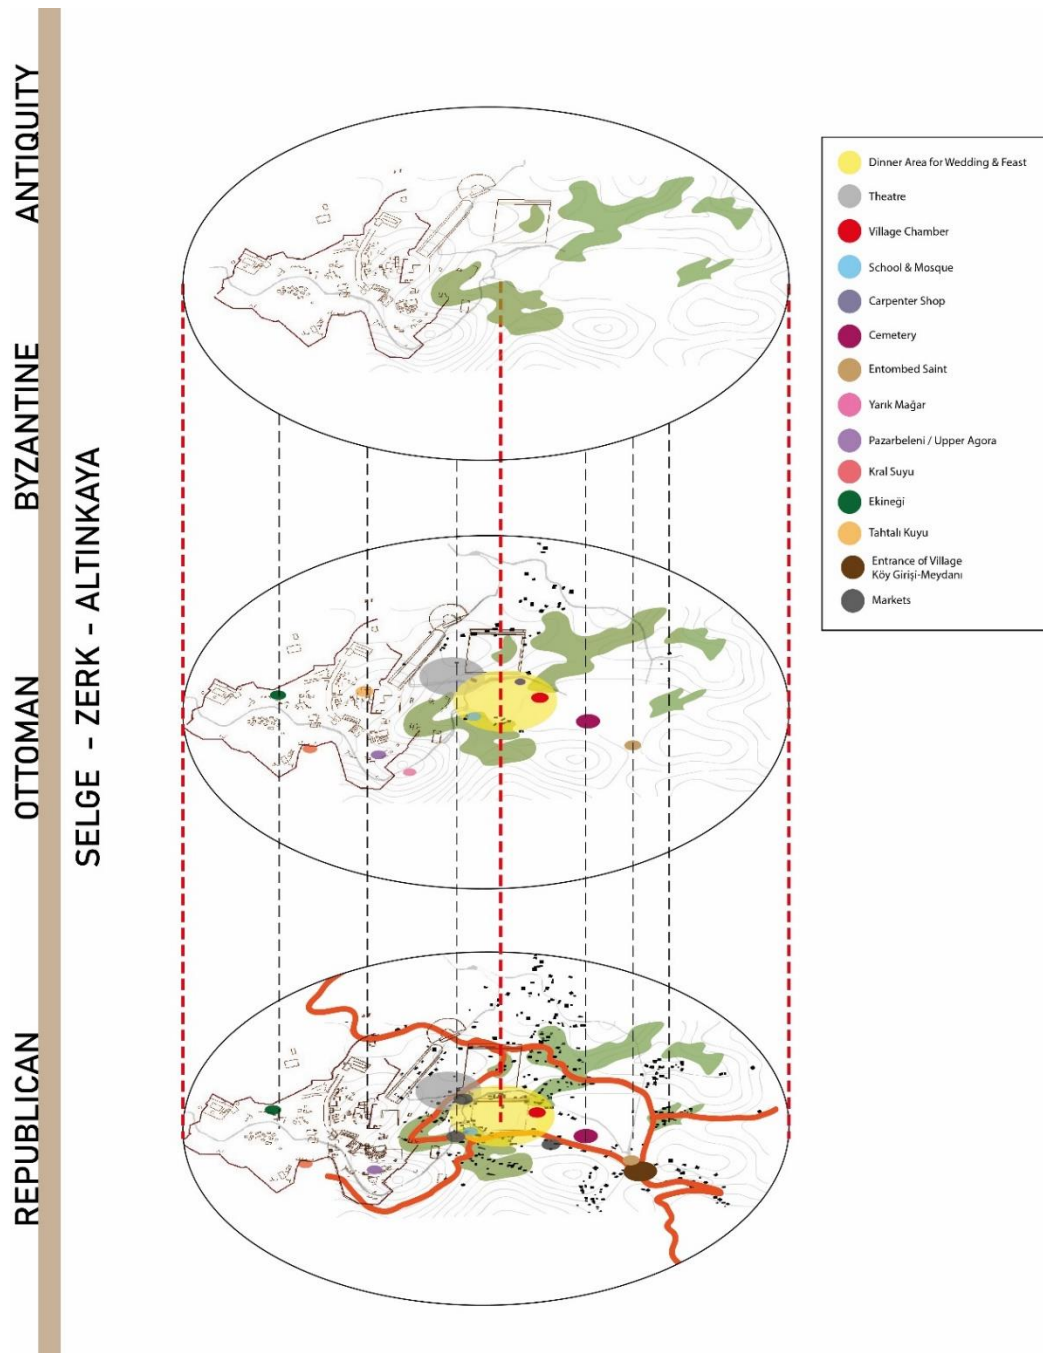 ANTIQUITY
BYZANTINE
OTTOMAN
REPUBLICAN
SELGE - ZERK - ALTINKAYA
Dinner Area for Wedding & Feast
Theatre
Village Chamber
School & Mosque
Carpenter Shop
Cemetery
Entombed Saint
Yarık Mağar
Pazarbeleni / Upper Agora
Kral Suyu
Ekineği
Tahtalı Kuyu
Entrance of Village
Köy Girişi-Meydanı
Markets